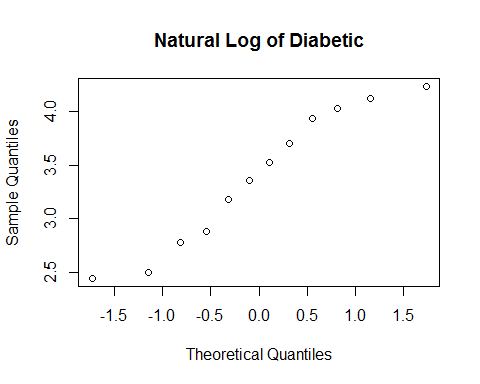 Natural Log of Diabetic
Sample Quantiles
4.0
3.5
3.0
2.5
-1.5 -1.0 -0.5 0.0 0.5 1.0 1.5
Theoretical Quantiles